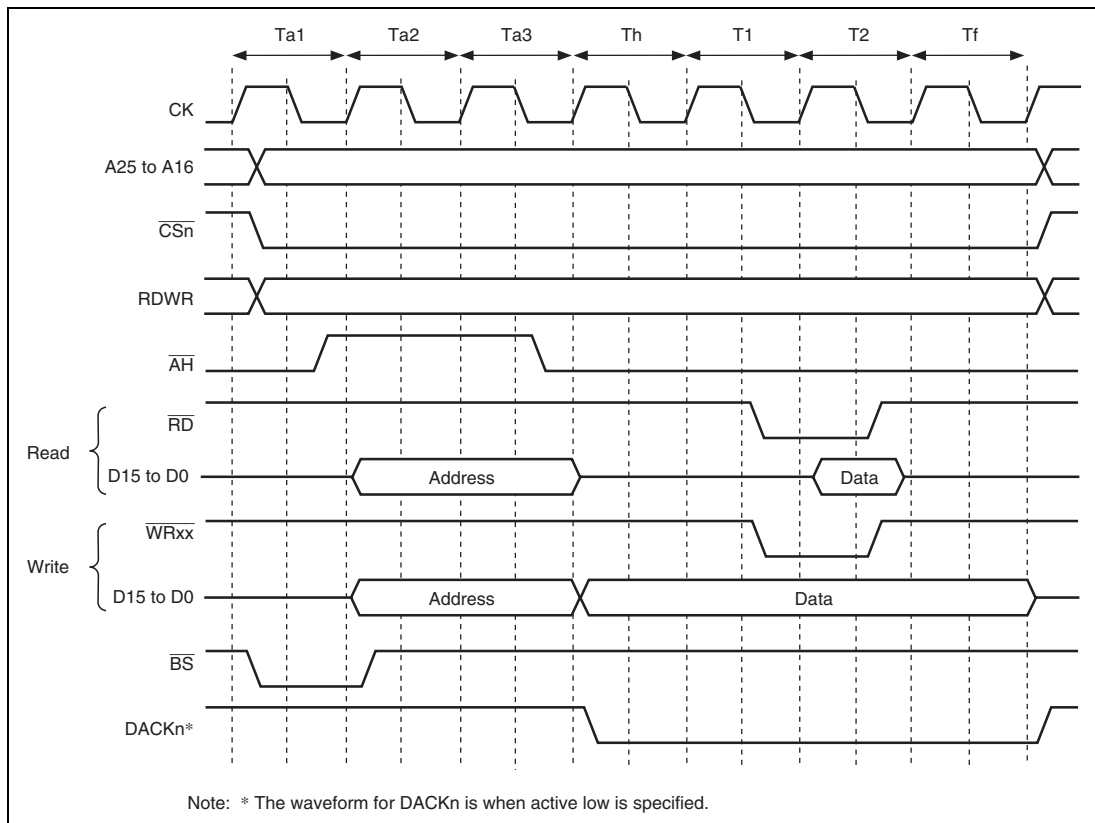 Ta1 Ta2 Ta3 Th T1 T2 Tf
CK
A25 to A16
CSn
RDWR
AH
Read
RD
D15 to D0 Address Data
Write
WRxx
D15 to D0 Address Data
BS
DACKn*
Note: * The waveform for DACKn is when active low is specified.